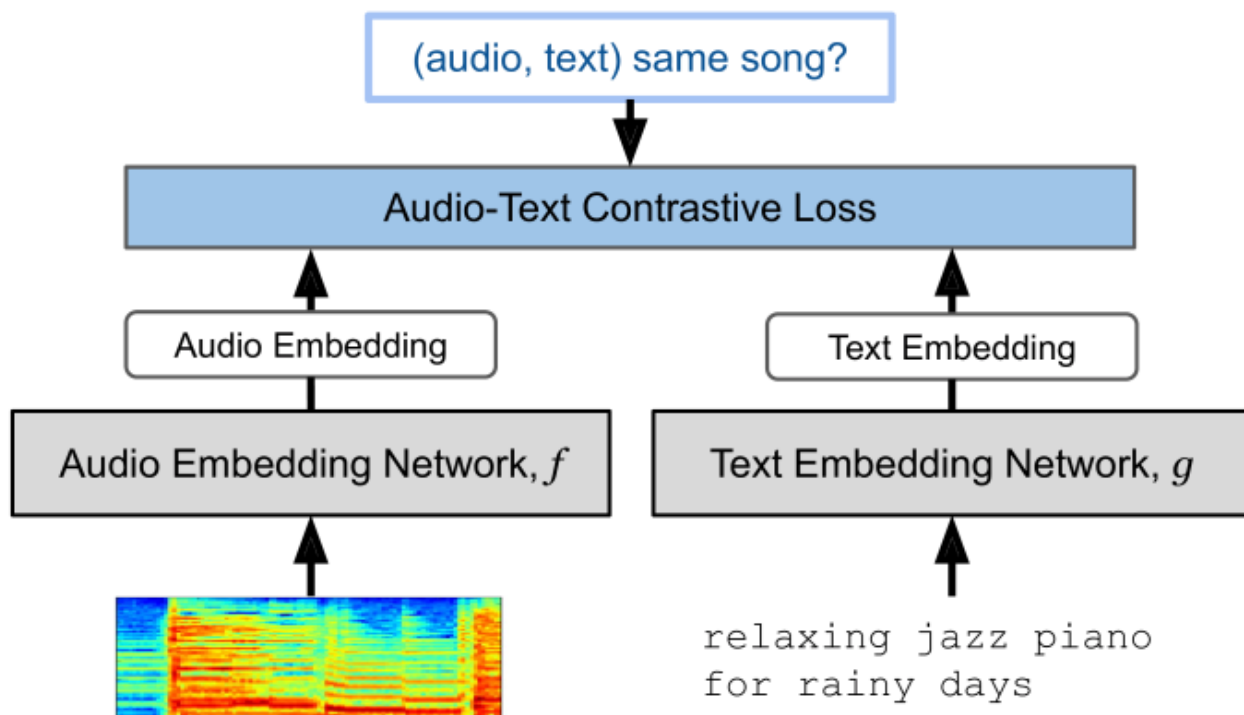 (audio, text) same song?
Audio-Text Contrastive Loss
Audio Embedding
Text Embedding
Audio Embedding Network, f
Text Embedding Network, g
relaxing jazz piano
for rainy days